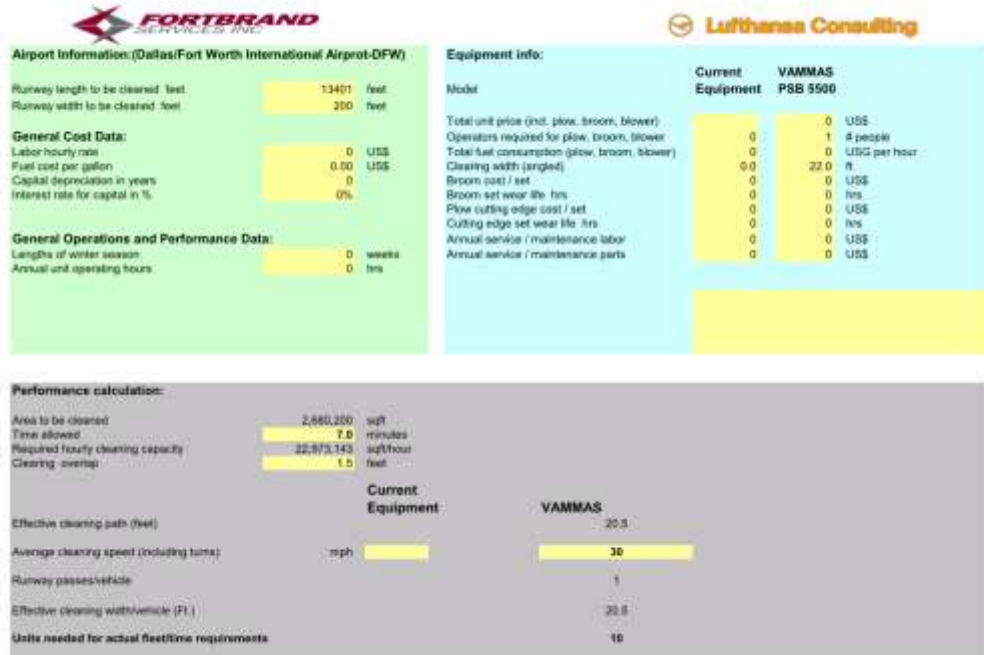 FORTBRAND
SERVICES INC
Lufthansa Consulting
Airport Information:(Dallas/Fort Worth International Airprot-DFW)
Runway length to be cleaned feet 13401 feet
Runway width to be cleaned feet 200 feet
General Cost Data:
Labor hourly rate 0 US$
Fuel cost per gallon 0.00 US$
Capital depreciation in years 0
Interest rate for capital in % 0%
General Operations and Performance Data:
Lengths of winter season 0 weeks
Annual unit operating hours 0 hrs
Equipment info:
Current VAMMAS
Model Equipment PSB 5500
Total unit price (incl. plow, broom, blower) 0 US$
Operators required for plow, broom, blower 0 1 # people
Total fuel consumption (plow, broom, blower) 0 0 USG per hour
Clearing width (angled) 0.0 22.0 ft
Broom cost / set 0 0 US$
Broom set wear life hrs 0 0 hrs
Plow cutting edge cost / set 0 0 US$
Cutting edge set wear life hrs 0 0 hrs
Annual service / maintenance labor 0 0 US$
Annual service / maintenance parts 0 0 US$
Performance calculation:
Area to be cleaned 2,680,200 sqft
Time allowed 7.0 minutes
Required hourly cleaning capacity 22,973,143 sqft/hour
Clearing overlap 1.5 feet
Current
Equipment VAMMAS
Effective clearing path (feet) 20.5
Average cleaning speed (including turns) mph 30
Runway passes/vehicle 1
Effective cleaning width/vehicle (Ft.) 20.5
Units needed for actual fleet/time requirements 10